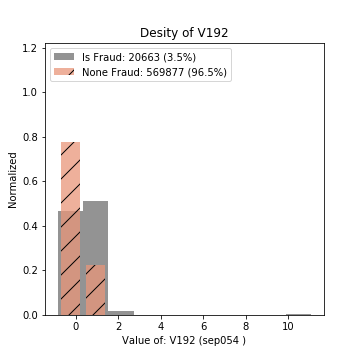 Desity of V192
Is Fraud: 20663 (3.5%)
None Fraud: 569877 (96.5%)
1.2
1.0
0.8
0.6
0.4
0.2
0.0
Normalized
0 2 4 6 8 10
Value of: V192 (sep054 )